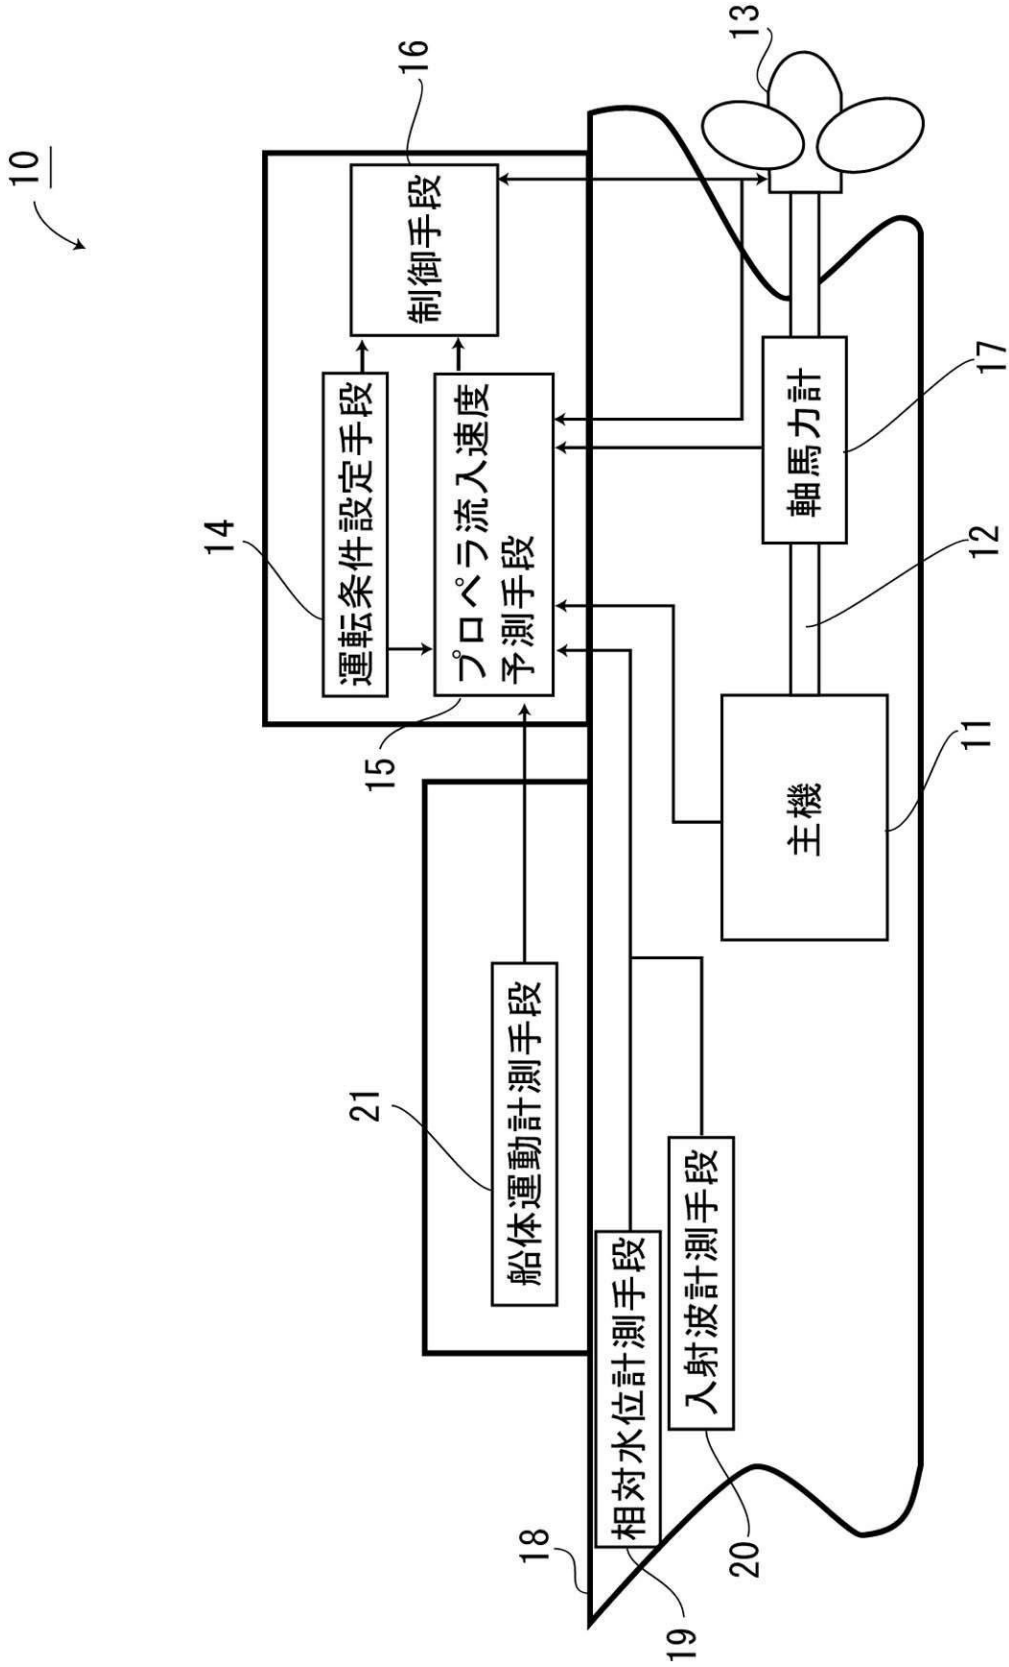 10
16
制御手段
13
14
運転条件設定手段
プロペラ流入速度
予測手段
15
軸馬力計
17
12
主機
11
21
船体運動計測手段
18
相対水位計測手段
19
入射波計測手段
20